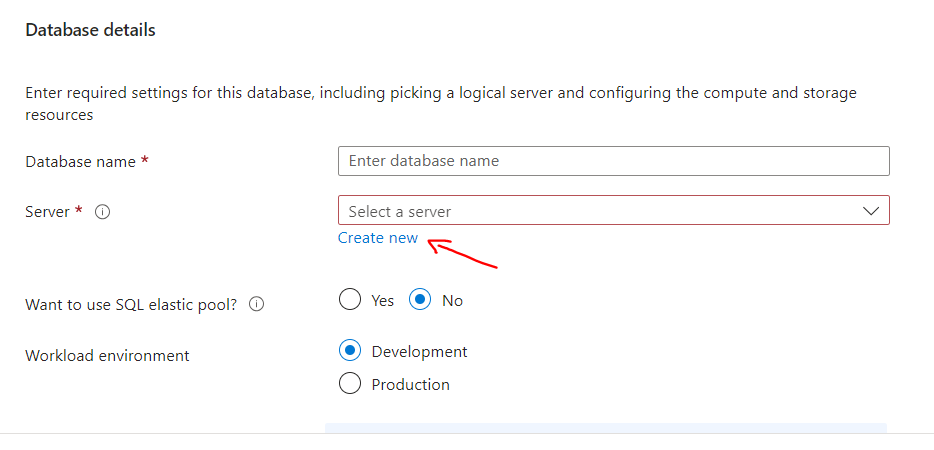 Database details
Enter required settings for this database, including picking a logical server and configuring the compute and storage
resources
Database name *
Enter database name
Server *
Select a server
Create new
Want to use SQL elastic pool?
Yes
No
Workload environment
Development
Production